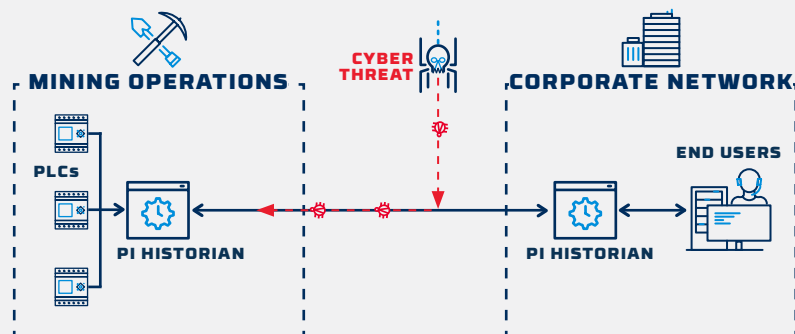 CYBER
THREAT
MINING OPERATIONS
CORPORATE NETWORK
PLCs
END USERS
PI HISTORIAN
PI HISTORIAN